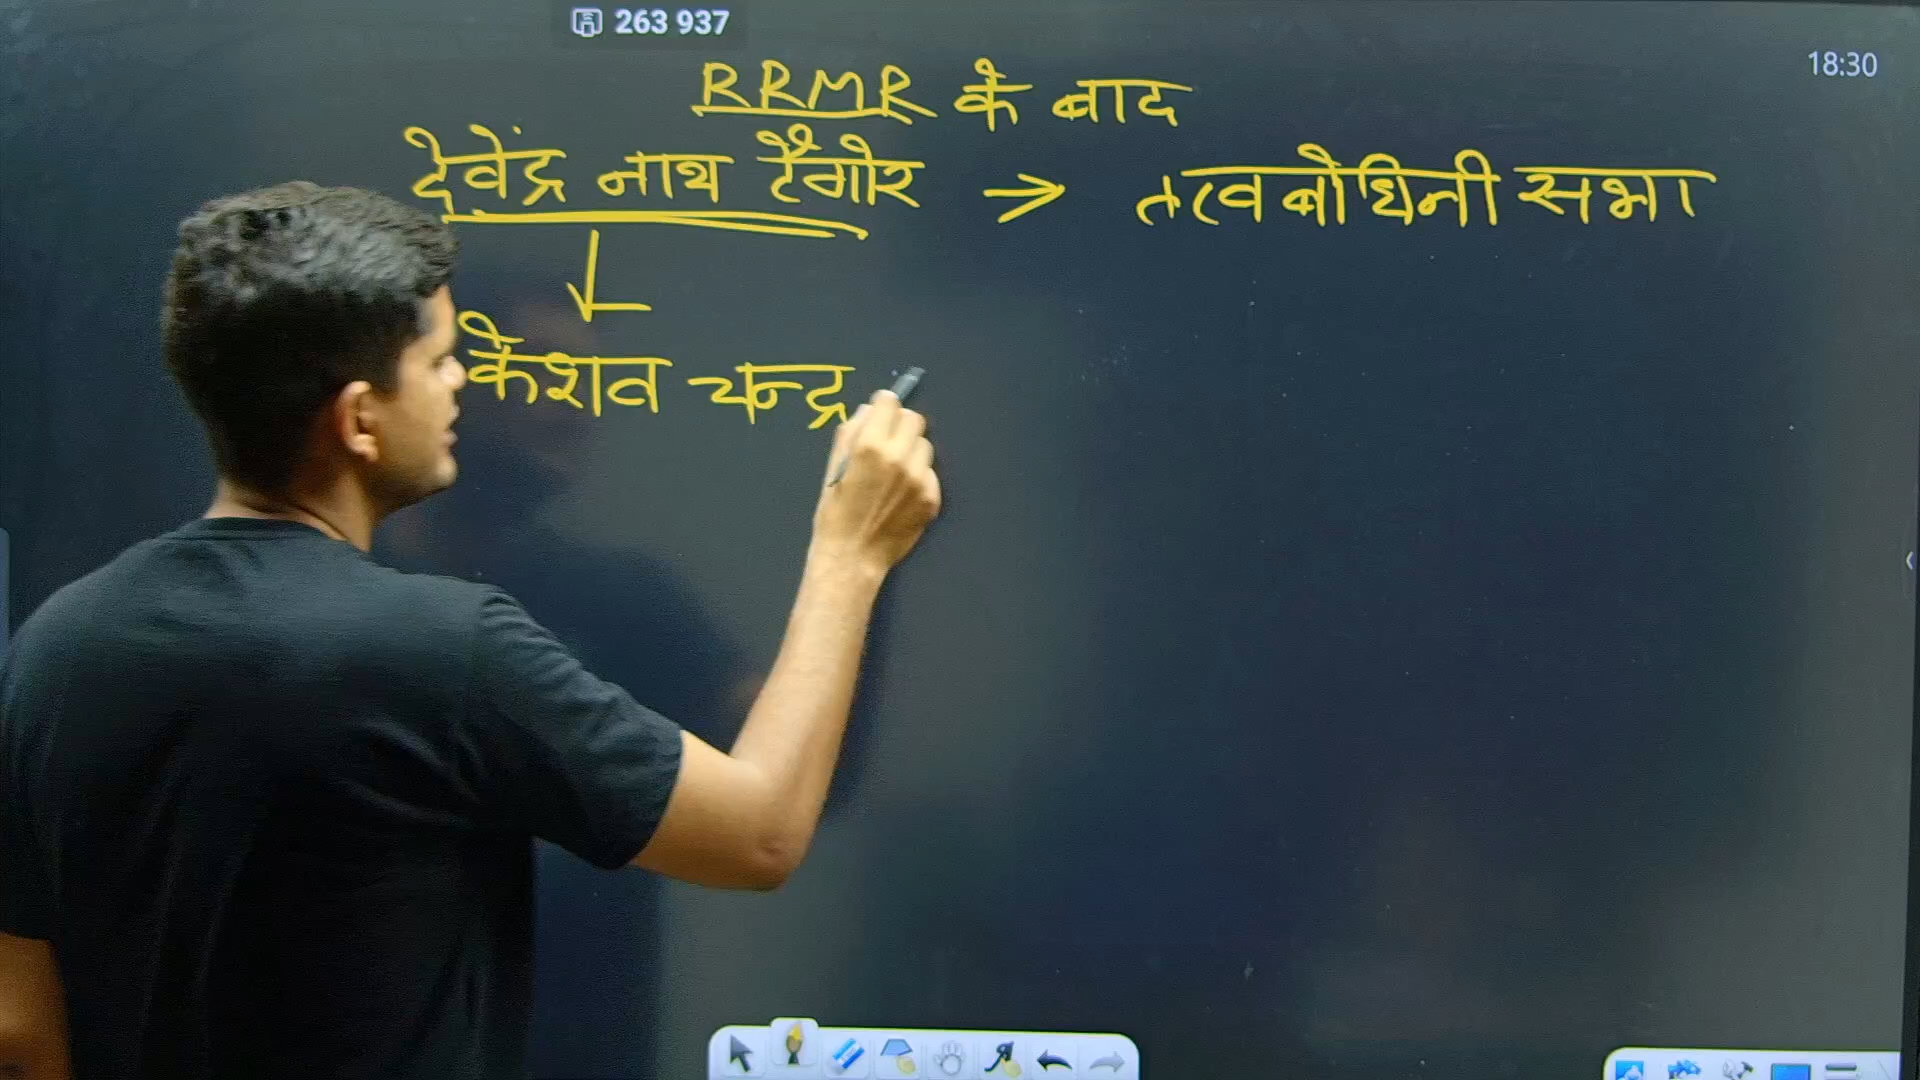 263 937
18:30
RRMR के बाद
देवेंद्र नाथ टैगोर → तत्वबोधिनी सभा
केशव चन्द्र